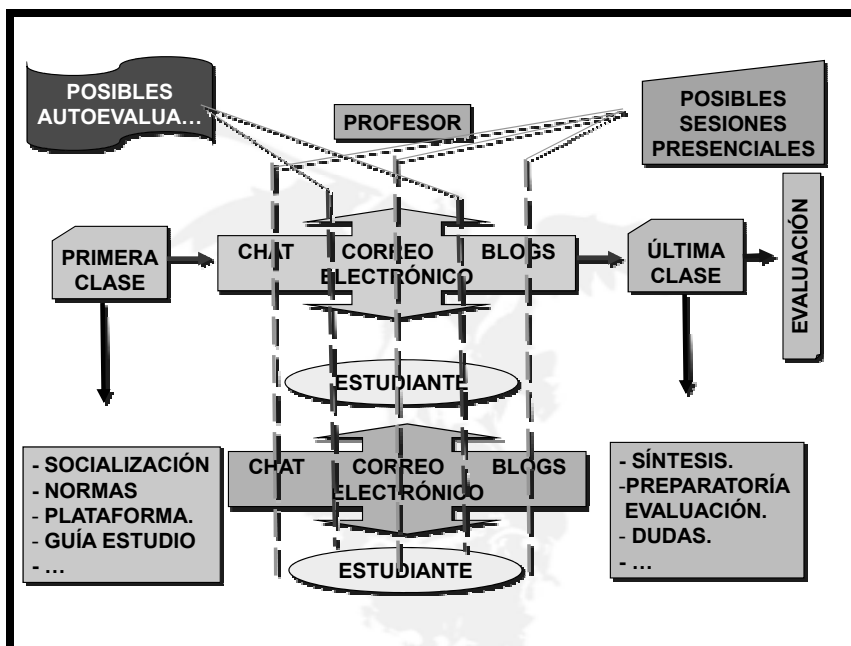 POSIBLES
AUTOEVALUA…
PROFESOR
POSIBLES
SESIONES
PRESENCIALES
PRIMERA
CLASE
CHAT
CORREO
ELECTRÓNICO
BLOGS
ÚLTIMA
CLASE
EVALUACIÓN
ESTUDIANTE
CHAT
CORREO
ELECTRÓNICO
BLOGS
ESTUDIANTE
- SOCIALIZACIÓN
- NORMAS
- PLATAFORMA.
- GUÍA ESTUDIO
- …
- SÍNTESIS.
-PREPARATORÍA
EVALUACIÓN.
- DUDAS.
- …